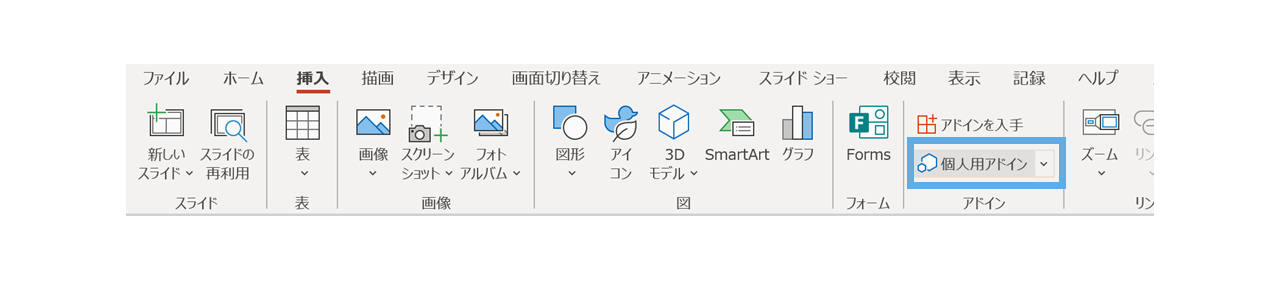 ファイル ホーム 挿入 描画 デザイン 画面切り替え アニメーション スライド ショー 校閲 表示 記録 ヘルプ
新しい
スライド
スライドの
再利用
スライド
表
表
画像
スクリーン
ショット
フォト
アルバム
画像
図形
アイ
コン
3D
モデル
SmartArt
グラフ
図
Forms
フォーム
アドインを入手
個人用アドイン
アドイン
ズーム
リン
リン